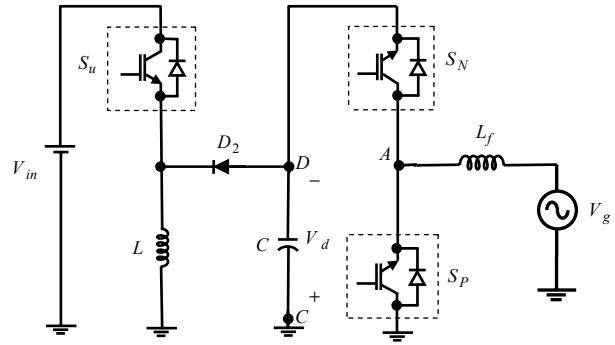 S_u
S_N
V_in
D_2
D
−
A
L_f
V_g
L
C
V_d
+
C
S_P